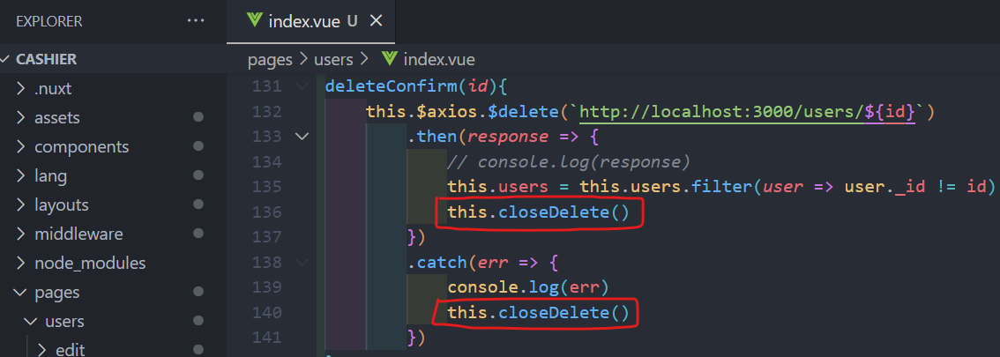 EXPLORER
···
index.vue U ×
CASHIER
pages > users > index.vue
.nuxt
assets
components
lang
layouts
middleware
node_modules
pages
users
edit
131 deleteConfirm(id){
132 this.$axios.$delete(`http://localhost:3000/users/${id}`)
133 .then(response => {
134 // console.log(response)
135 this.users = this.users.filter(user => user._id != id)
136 this.closeDelete()
137 })
138 .catch(err => {
139 console.log(err)
140 this.closeDelete()
141 })